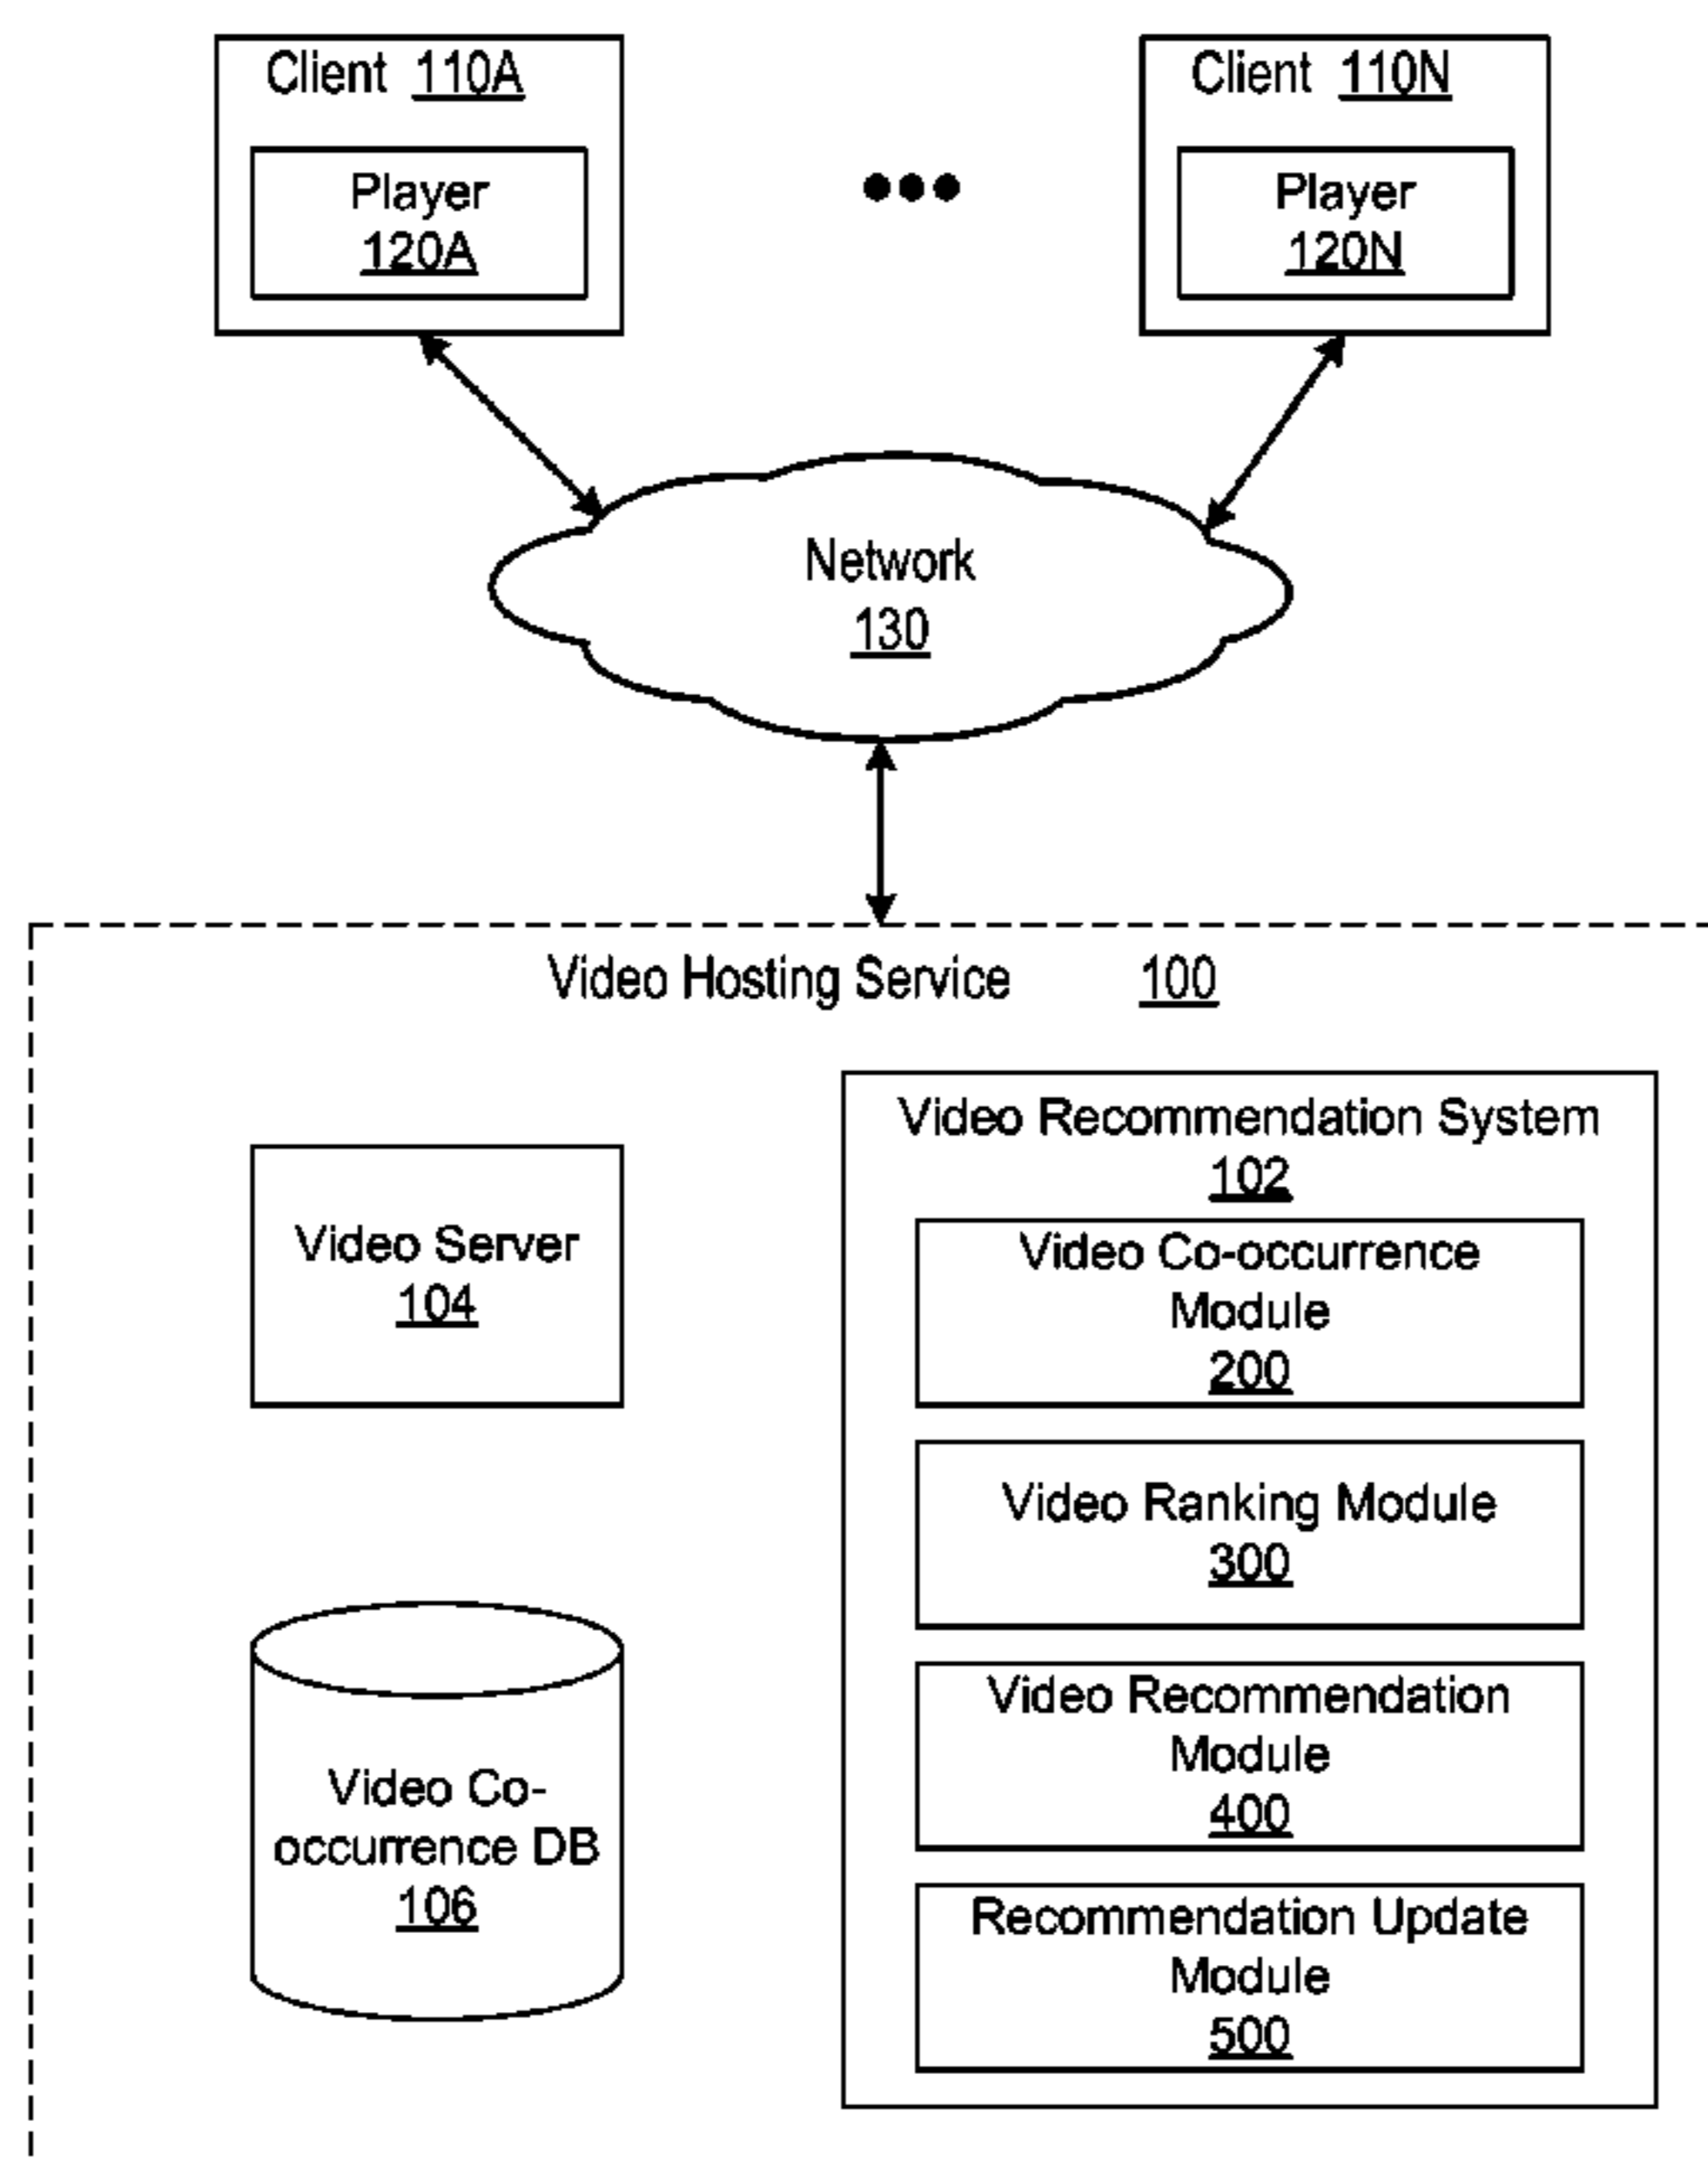 Client 110A
Player
120A
Client 110N
Player
120N
Network
130
Video Hosting Service 100
Video Server
104
Video Co-
occurrence DB
106
Video Recommendation System
102
Video Co-occurrence
Module
200
Video Ranking Module
300
Video Recommendation
Module
400
Recommendation Update
Module
500